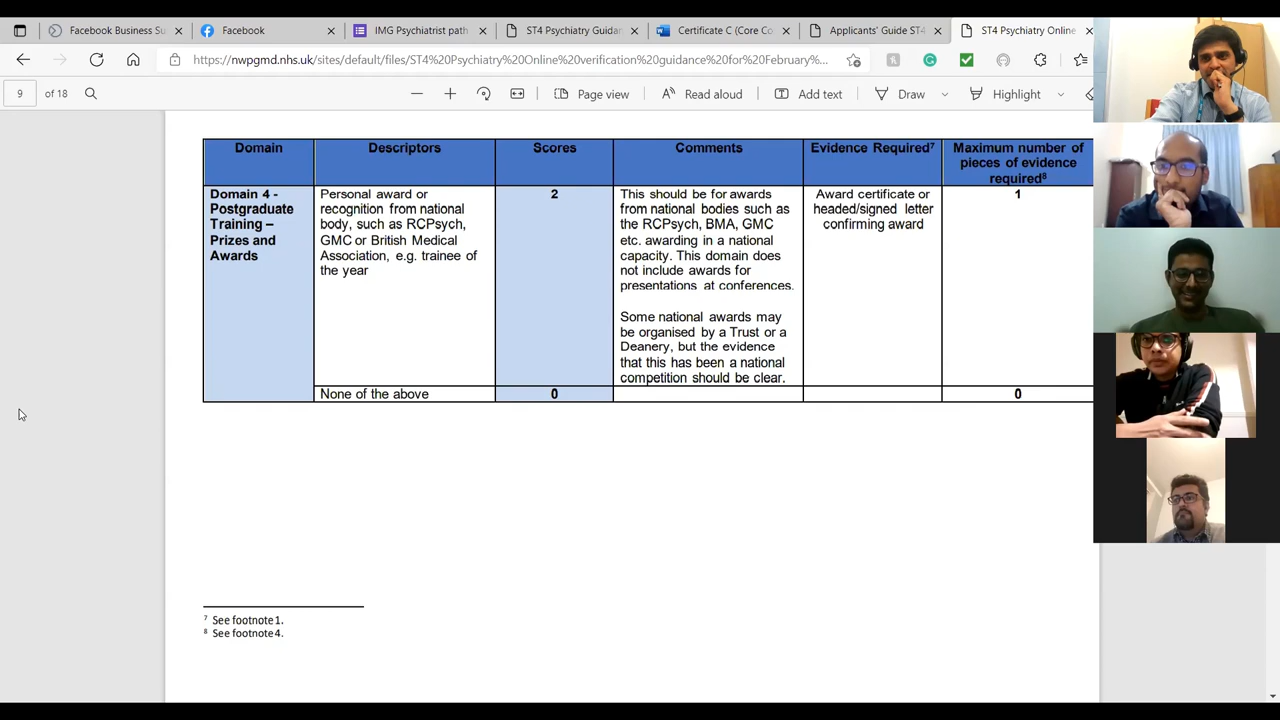 Facebook Business Su
Facebook
IMG Psychiatrist path
ST4 Psychiatry Guidar
Certificate C (Core Co
Applicants' Guide ST4
ST4 Psychiatry Online
https://nwpgmd.nhs.uk/sites/default/files/ST4%20Psychiatry%20Online%20verification%20guidance%20for%20February%...
9 of 18
Page view
Read aloud
Add text
Draw
Highlight
Domain
Descriptors
Scores
Comments
Evidence Required7
Maximum number of
pieces of evidence
required8
Domain 4 -
Postgraduate
Training –
Prizes and
Awards
Personal award or
recognition from national
body, such as RCPsych,
GMC or British Medical
Association, e.g. trainee of
the year
2
This should be for awards
from national bodies such as
the RCPsych, BMA, GMC
etc. awarding in a national
capacity. This domain does
not include awards for
presentations at conferences.
Some national awards may
be organised by a Trust or a
Deanery, but the evidence
that this has been a national
competition should be clear.
Award certificate or
headed/signed letter
confirming award
1
None of the above
0
0
7 See footnote 1.
8 See footnote 4.